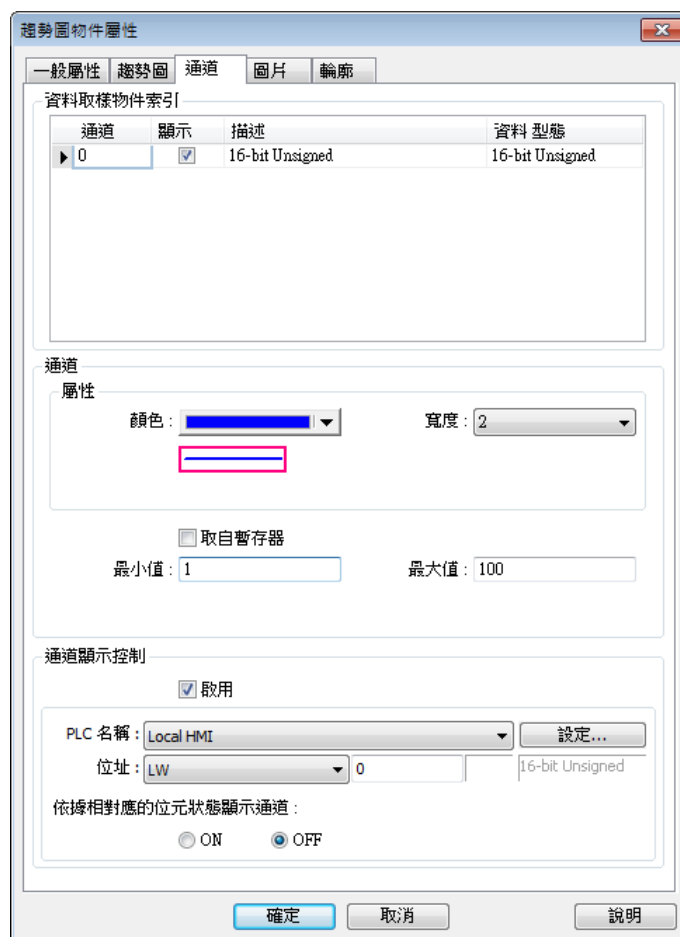 趨勢圖物件屬性
一般屬性 趨勢圖 通道 圖片 輪廓
資料取樣物件索引
通道 顯示 描述 資料 型態
0 16-bit Unsigned 16-bit Unsigned
通道
屬性
顏色 : 寬度 : 2
取自暫存器
最小值 : 1 最大值 : 100
通道顯示控制
啟用
PLC 名稱 : Local HMI 設定...
位址 : LW 0 16-bit Unsigned
依據相對應的位元狀態顯示通道 :
ON OFF
確定 取消 說明